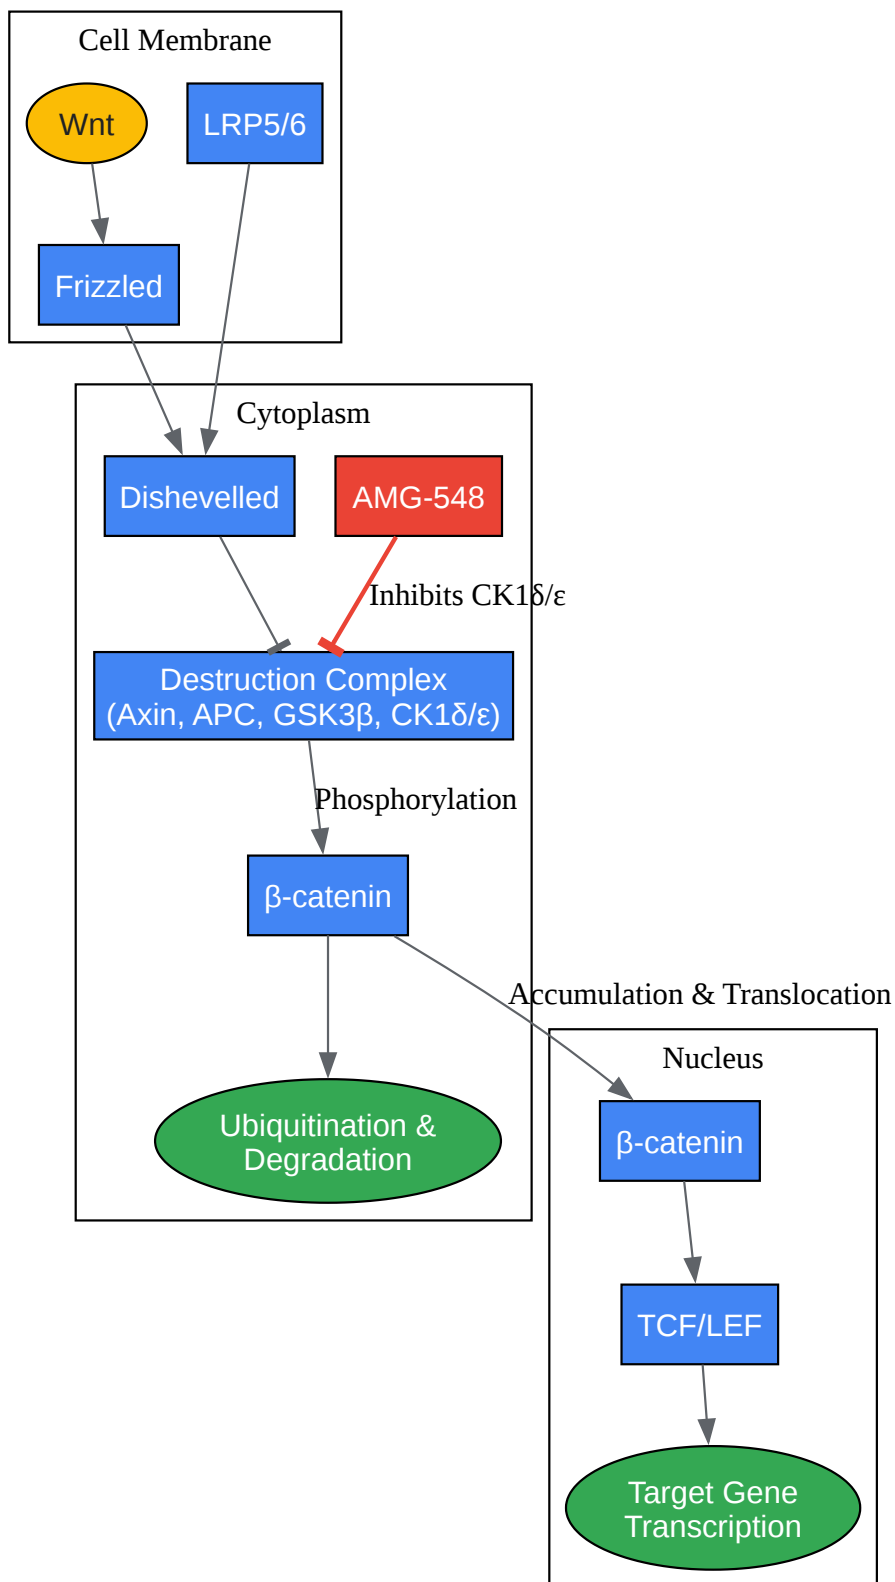 Cell Membrane
Wnt
LRP5/6
Frizzled
Cytoplasm
Dishevelled
AMG-548
Inhibits CK1δ/ε
Destruction Complex
(Axin, APC, GSK3β, CK1δ/ε)
Phosphorylation
β-catenin
Accumulation & Translocation
Nucleus
Ubiquitination &
Degradation
β-catenin
TCF/LEF
Target Gene
Transcription